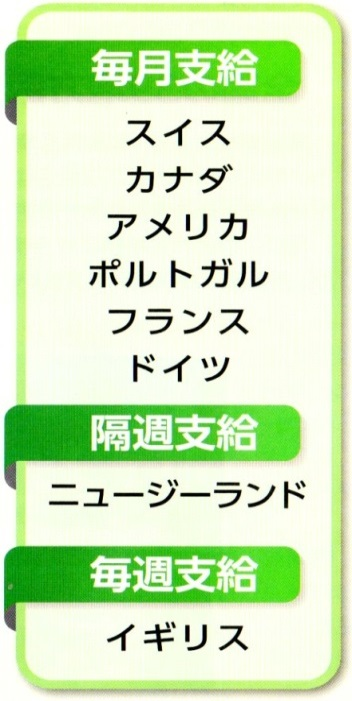 毎月支給
スイス
カナダ
アメリカ
ポルトガル
フランス
ドイツ
隔週支給
ニュージーランド
毎週支給
イギリス